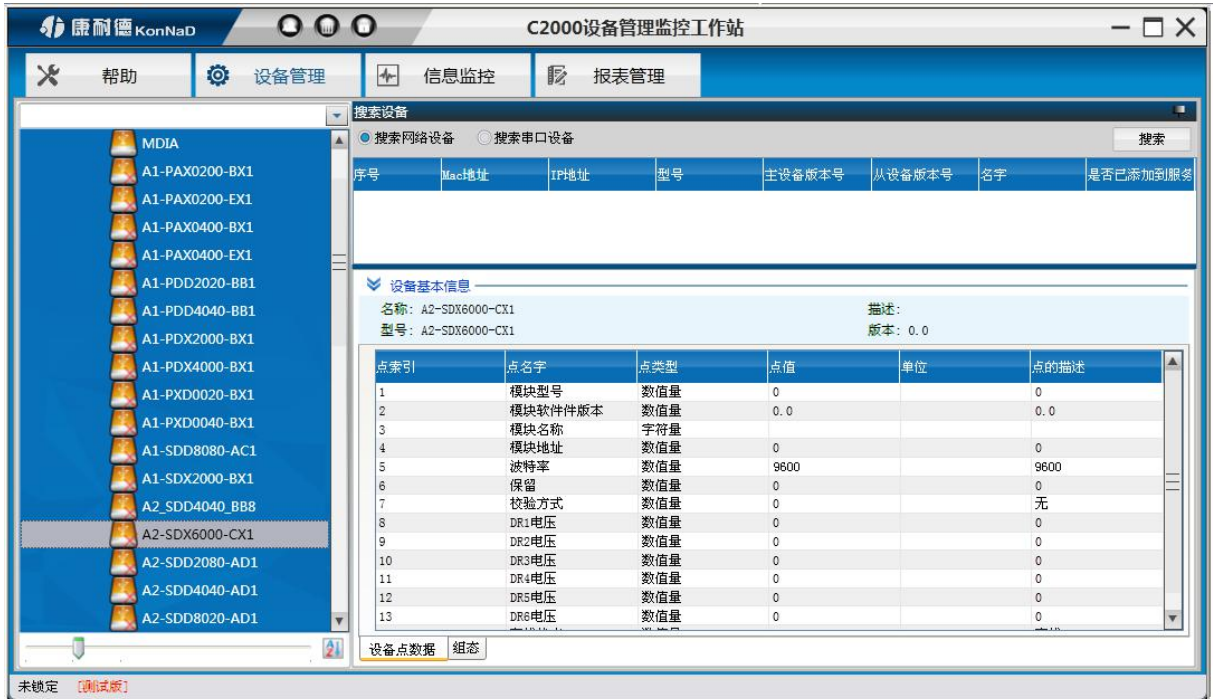 康耐德 KonNaD
C2000设备管理监控工作站
帮助
设备管理
信息监控
报表管理
MDIA
A1-PAX0200-BX1
A1-PAX0200-EX1
A1-PAX0400-BX1
A1-PAX0400-EX1
A1-PDD2020-BB1
A1-PDD4040-BB1
A1-PDX2000-BX1
A1-PDX4000-BX1
A1-PXD0020-BX1
A1-PXD0040-BX1
A1-SDD8080-AC1
A1-SDX2000-BX1
A2_SDD4040_BB8
A2-SDX6000-CX1
A2-SDD2080-AD1
A2-SDD4040-AD1
A2-SDD8020-AD1
搜索设备
搜索网络设备 搜索串口设备 搜索
序号 Mac地址 IP地址 型号 主设备版本号 从设备版本号 名字 是否已添加到服务
设备基本信息
名称: A2-SDX6000-CX1 描述:
型号: A2-SDX6000-CX1 版本: 0.0
点索引 点名字 点类型 点值 单位 点的描述
1 模块型号 数值量 0 0
2 模块软件件版本 数值量 0.0 0.0
3 模块名称 字符量
4 模块地址 数值量 0 0
5 波特率 数值量 9600 9600
6 保留 数值量 0 0
7 校验方式 数值量 0 无
8 DR1电压 数值量 0 0
9 DR2电压 数值量 0 0
10 DR3电压 数值量 0 0
11 DR4电压 数值量 0 0
12 DR5电压 数值量 0 0
13 DR6电压 数值量 0 0
设备点数据 组态
未锁定 [测试版]